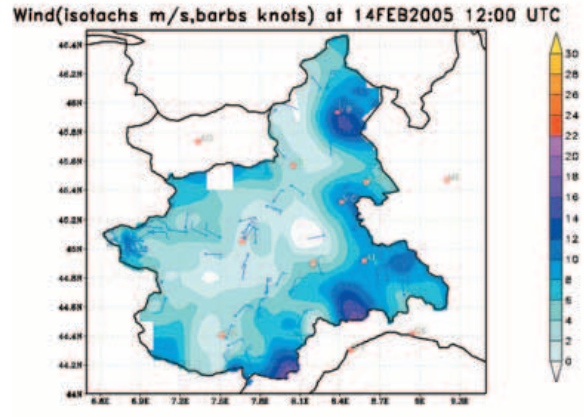 Wind(isotachs m/s,barbs knots) at 14FEB2005 12:00 UTC
46.4N
46.2N
46N
45.8N
45.6N
45.4N
45.2N
45N
44.8N
44.6N
44.4N
44.2N
44N
6.6E 6.9E 7.2E 7.5E 7.8E 8.1E 8.4E 8.7E 9E 9.3E
30
28
26
24
22
20
18
16
14
12
10
8
6
4
2
0